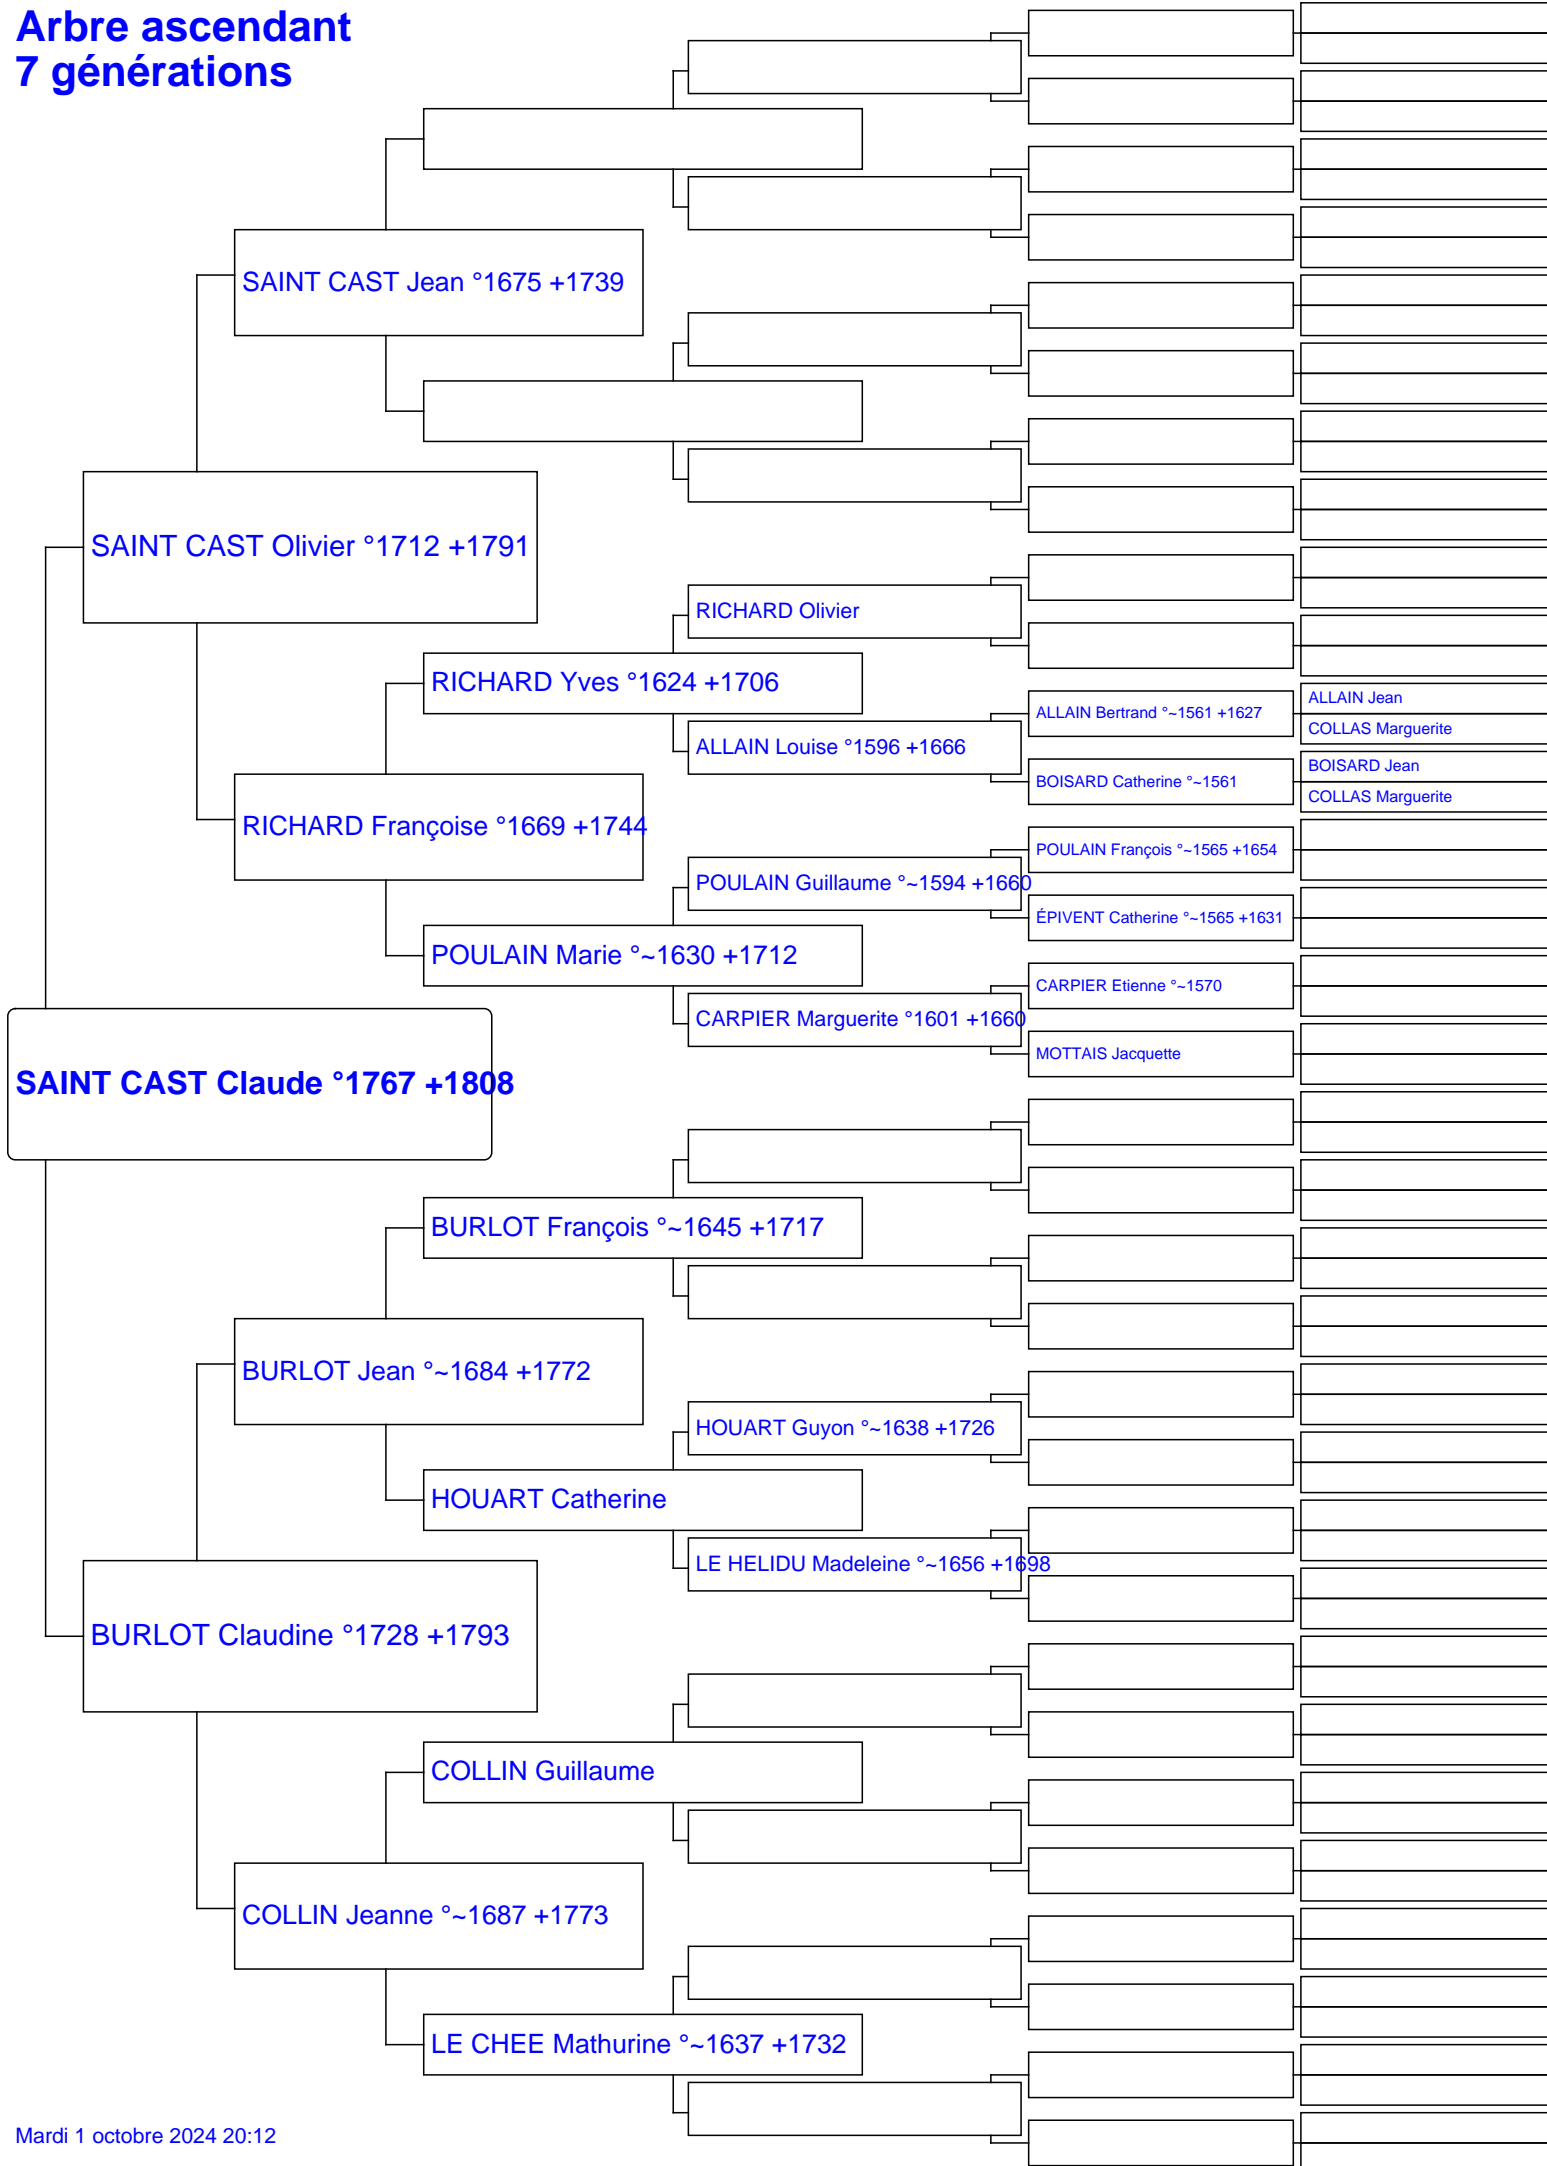 Arbre ascendant
7 générations
SAINT CAST Jean °1675 +1739
SAINT CAST Olivier °1712 +1791
RICHARD Olivier
RICHARD Yves °1624 +1706
ALLAIN Jean
ALLAIN Bertrand °~1561 +1627
COLLAS Marguerite
ALLAIN Louise °1596 +1666
BOISARD Jean
BOISARD Catherine °~1561
COLLAS Marguerite
RICHARD Françoise °1669 +1744
POULAIN François °~1565 +1654
POULAIN Guillaume °~1594 +1660
ÉPIVENT Catherine °~1565 +1631
POULAIN Marie °~1630 +1712
CARPIER Etienne °~1570
CARPIER Marguerite °1601 +1660
MOTTAIS Jacquette
SAINT CAST Claude °1767 +1808
BURLOT François °~1645 +1717
BURLOT Jean °~1684 +1772
HOUART Guyon °~1638 +1726
HOUART Catherine
LE HELIDU Madeleine °~1656 +1698
BURLOT Claudine °1728 +1793
COLLIN Guillaume
COLLIN Jeanne °~1687 +1773
LE CHEE Mathurine °~1637 +1732
Mardi 1 octobre 2024 20:12